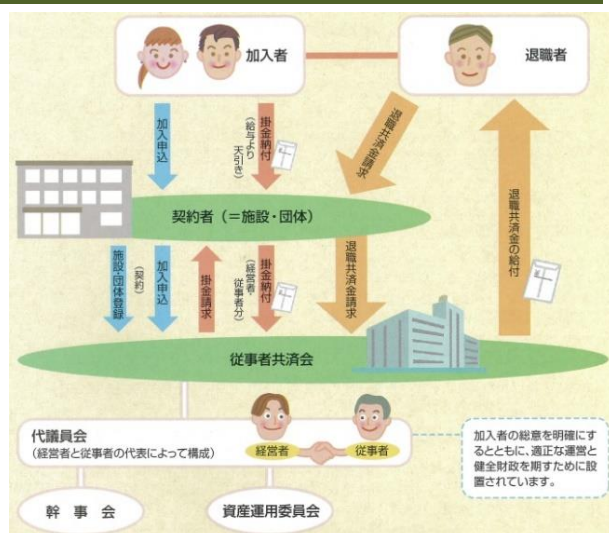 加入者
退職者
加入申込
掛金納付
(給与より
天引き)
退職共済金請求
退職共済金の給付
契約者（＝施設・団体）
施設・団体登録
(契約)
加入申込
掛金請求
掛金納付
(経営者・
従事者分)
退職共済金請求
従事者共済会
代議員会
(経営者と従事者の代表によって構成)
経営者
従事者
加入者の総意を明確にするとともに、適正な運営と健全財政を期すために設置されています。
幹事会
資産運用委員会